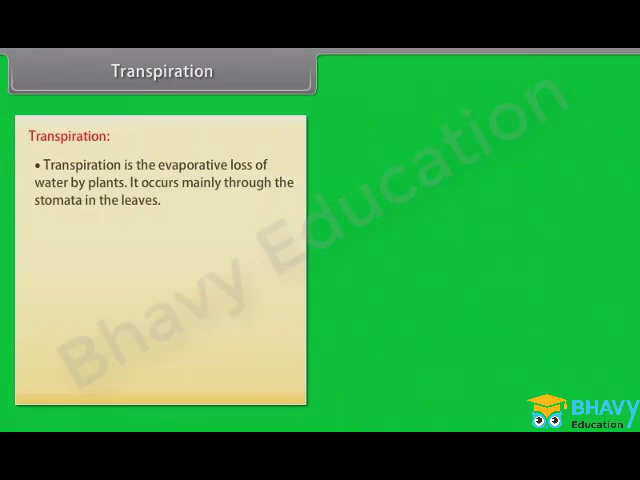 Transpiration
Transpiration:
• Transpiration is the evaporative loss of
water by plants. It occurs mainly through the
stomata in the leaves.
Bhavy Education
BHAVY
Education